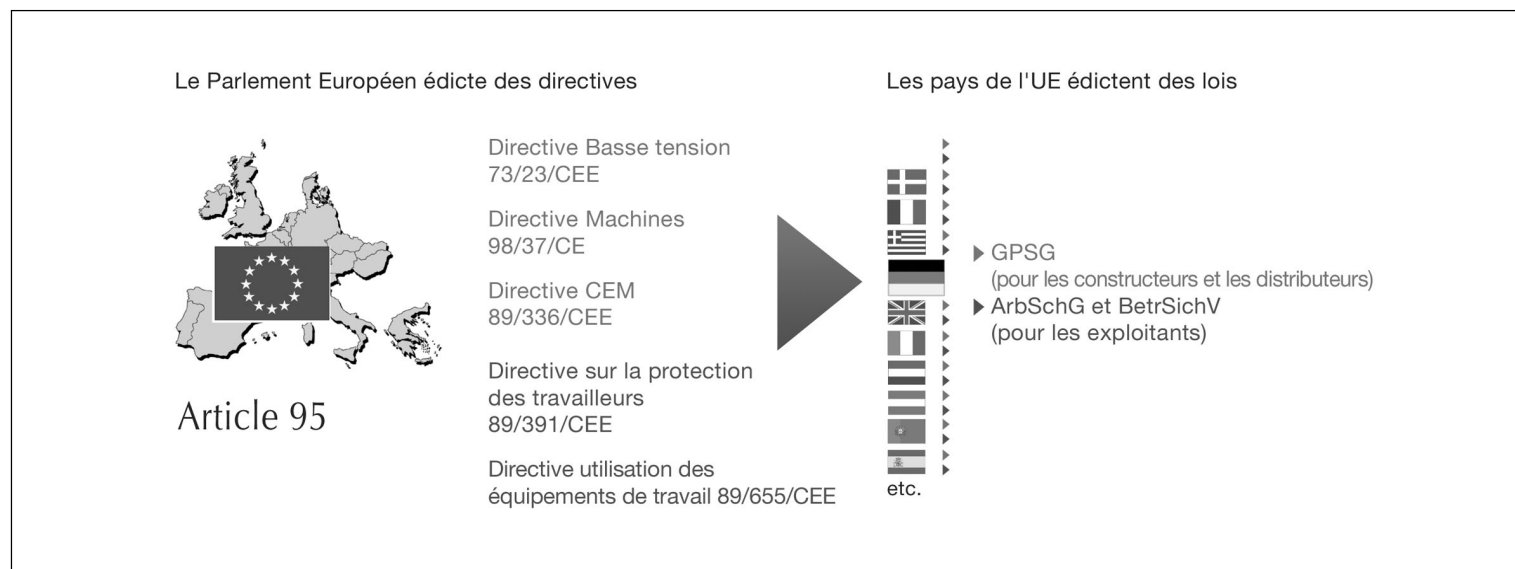 Le Parlement Européen édicte des directives
Les pays de l'UE édictent des lois
Directive Basse tension
73/23/CEE
Directive Machines
98/37/CE
Directive CEM
89/336/CEE
Directive sur la protection
des travailleurs
89/391/CEE
Directive utilisation des
équipements de travail 89/655/CEE
Article 95
GPSG
(pour les constructeurs et les distributeurs)
ArbSchG et BetrSichV
(pour les exploitants)
etc.